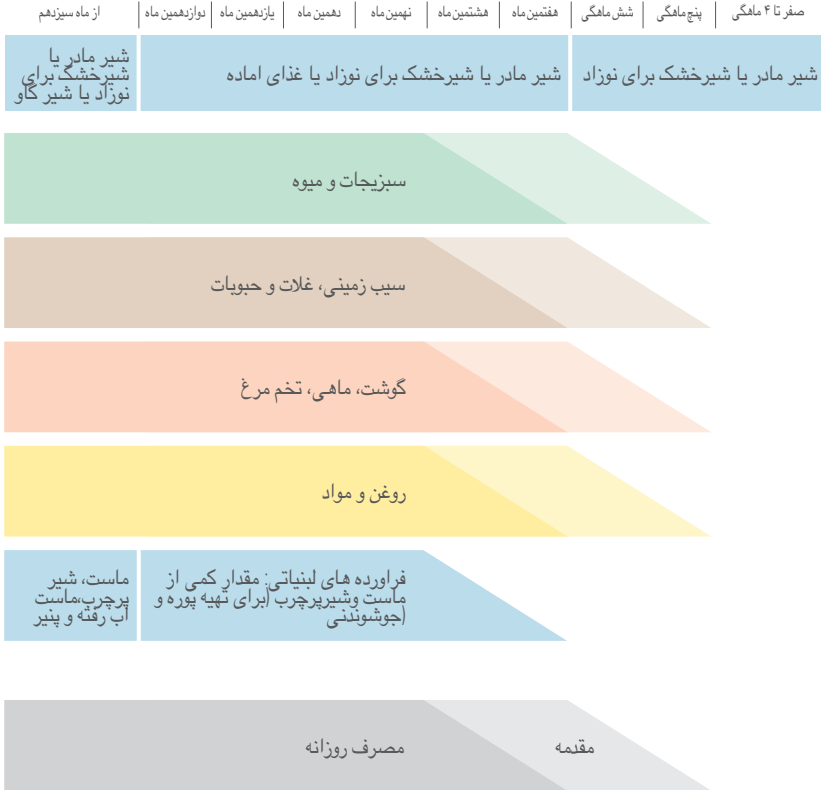 صفر تا ۴ ماهگی
پنج‌ماهگی
شش‌ماهگی
هفتمین‌ماه
هشتمین‌ماه
نهمین‌ماه
دهمین ماه
یازدهمین ماه
دوازدهمین ماه
از ماه سیزدهم
شیر مادر یا شیرخشک برای نوزاد
شیر مادر یا شیرخشک برای نوزاد یا غذای اماده
شیر مادر یا
شیرخشک برای
نوزاد یا شیر گاو
سبزیجات و میوه
سیب زمینی، غلات و حبوبات
گوشت، ماهی، تخم مرغ
روغن و مواد
فراورده های لبنیاتی: مقدار کمی از
ماست وشیرپرچرب (برای تهیه پوره و
جوشوندنی)
ماست، شیر
پرچرب،ماست
آب رفته و پنیر
مقدمه
مصرف روزانه